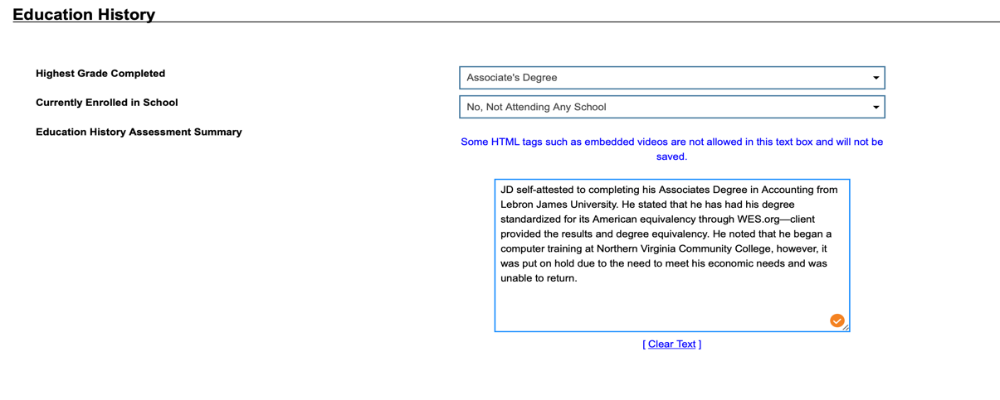 Education History
Highest Grade Completed
Associate's Degree
Currently Enrolled in School
No, Not Attending Any School
Education History Assessment Summary
Some HTML tags such as embedded videos are not allowed in this text box and will not be
saved.
JD self-attested to completing his Associates Degree in Accounting from
Lebron James University. He stated that he has had his degree
standardized for its American equivalency through WES.org—client
provided the results and degree equivalency. He noted that he began a
computer training at Northern Virginia Community College, however, it
was put on hold due to the need to meet his economic needs and was
unable to return.
[ Clear Text ]